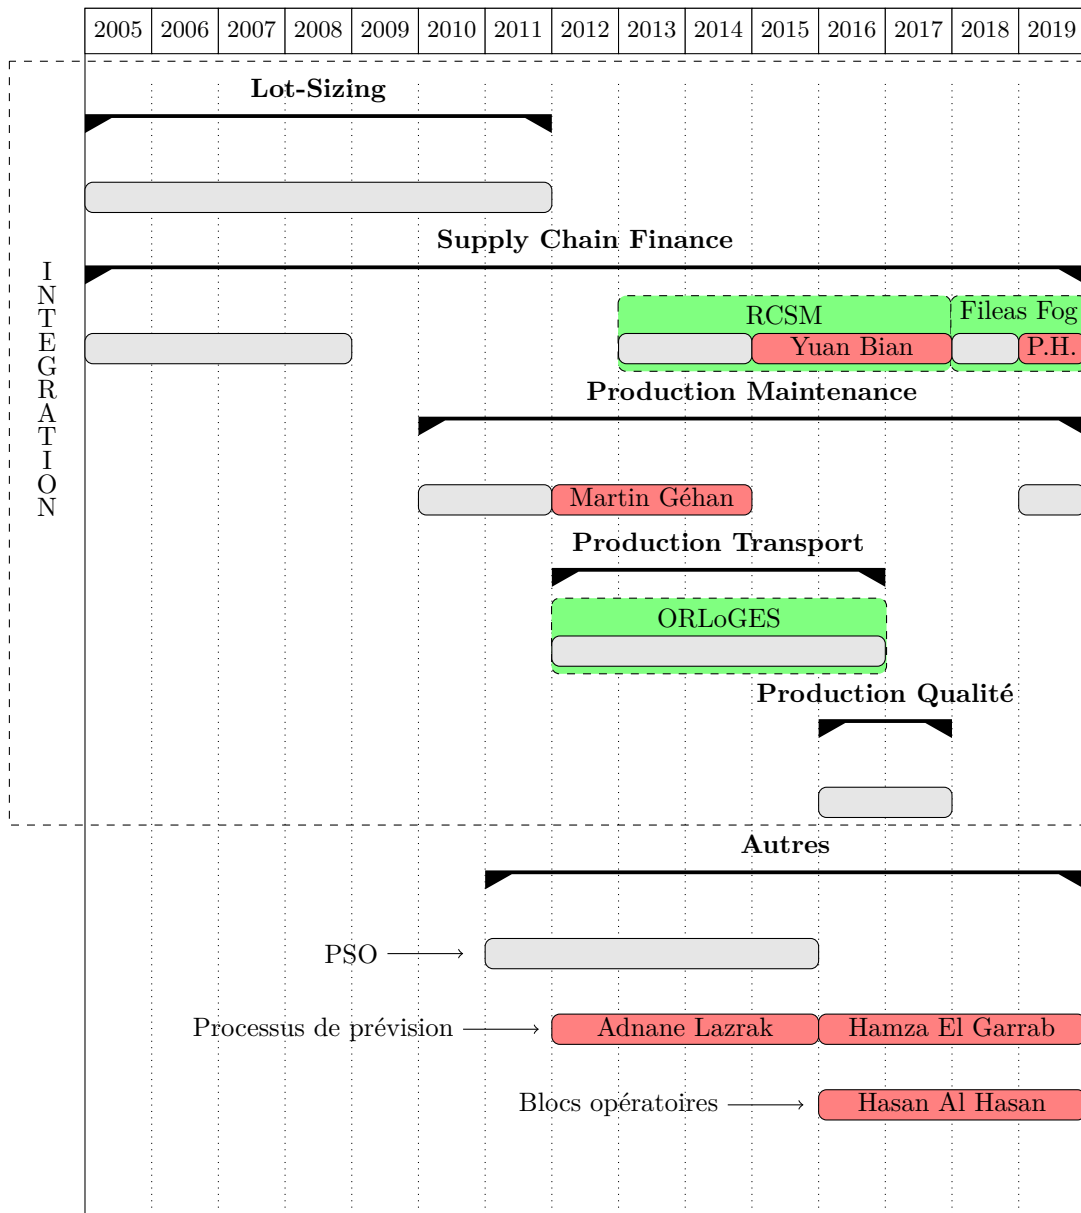 2005 2006 2007 2008 2009 2010 2011 2012 2013 2014 2015 2016 2017 2018 2019
Lot-Sizing
Supply Chain Finance
INTEGRATION
RCSM Fileas Fog
Yuan Bian P.H.
Production Maintenance
Martin Géhan
Production Transport
ORLoGES
Production Qualité
Autres
PSO
Processus de prévision Adnane Lazrak Hamza El Garrab
Blocs opératoires Hasan Al Hasan